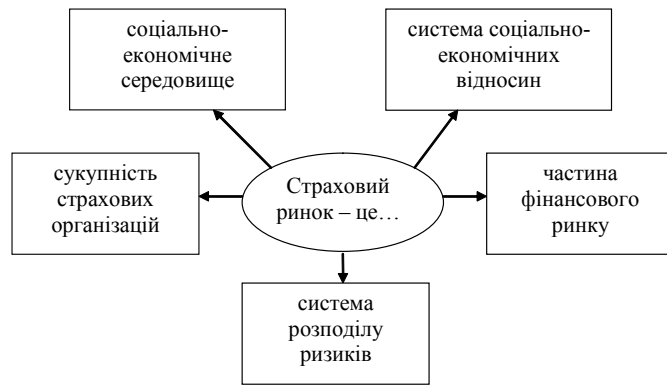 соціально-
економічне
середовище
система соціально-
економічних
відносин
сукупність
страхових
організацій
Страховий
ринок – це…
частина
фінансового
ринку
система
розподілу
ризиків